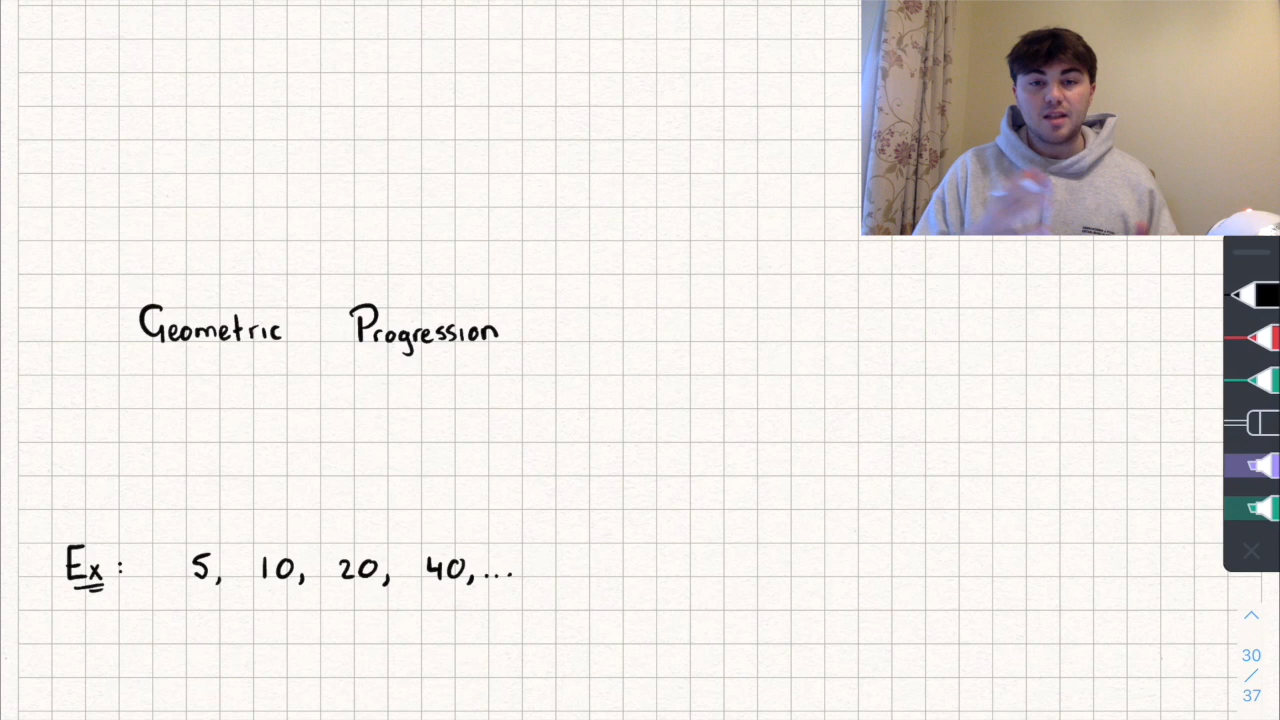 Geometric Progression
Ex: 5, 10, 20, 40,...
30
/
37